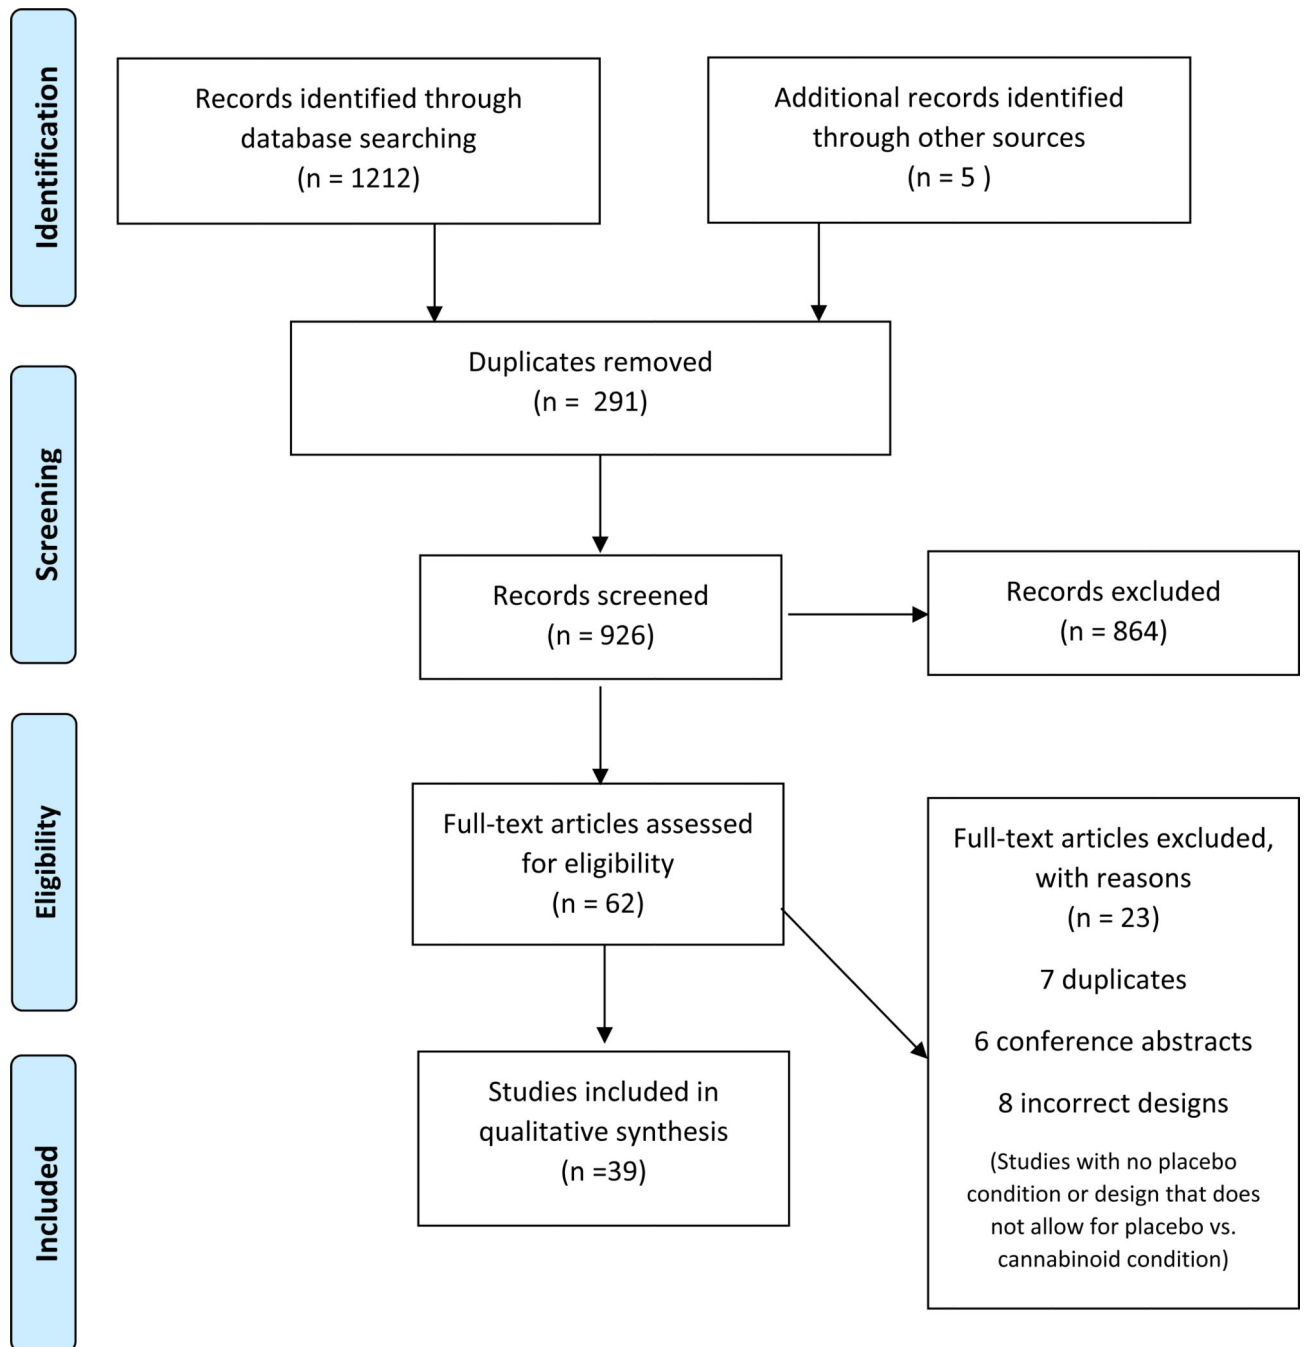 Identification
Records identified through
database searching
(n = 1212)
Additional records identified
through other sources
(n = 5 )
Duplicates removed
(n =  291)
Screening
Records screened
(n = 926)
Records excluded
(n = 864)
Eligibility
Full-text articles assessed
for eligibility
(n = 62)
Full-text articles excluded,
with reasons
(n = 23)
7 duplicates
6 conference abstracts
8 incorrect designs
(Studies with no placebo
condition or design that does
not allow for placebo vs.
cannabinoid condition)
Included
Studies included in
qualitative synthesis
(n =39)